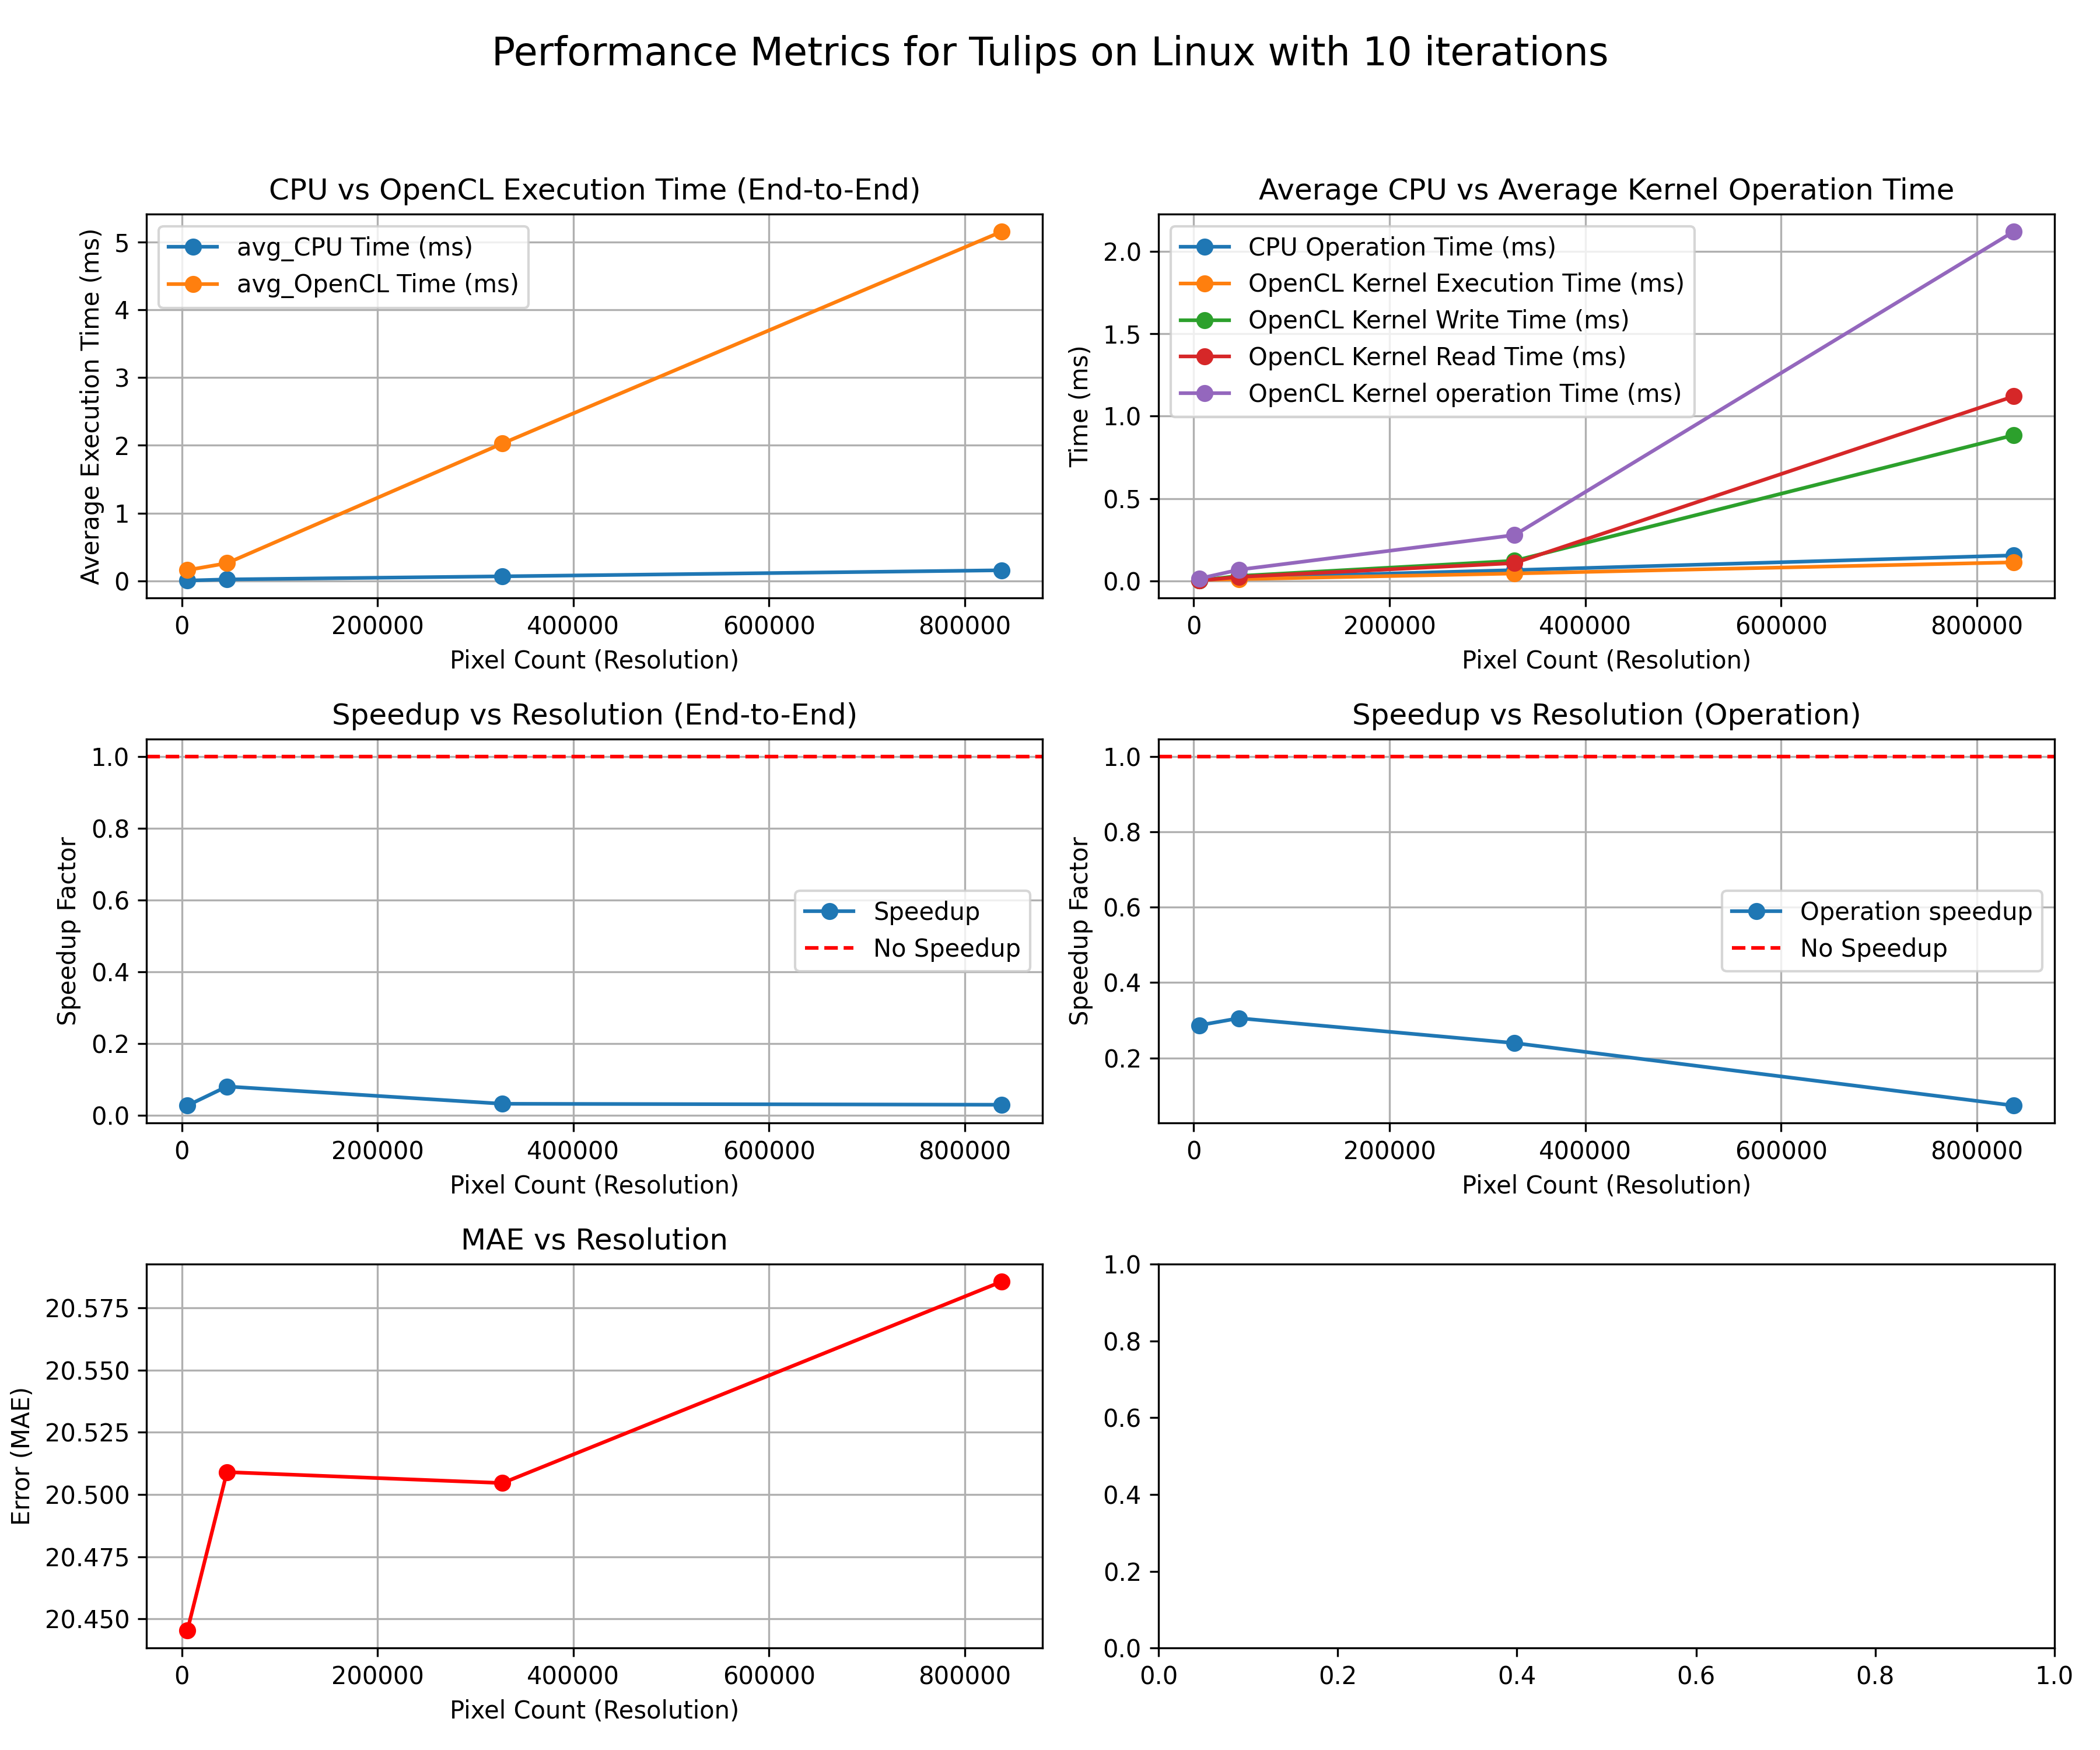 Performance Metrics for Tulips on Linux with 10 iterations
CPU vs OpenCL Execution Time (End-to-End)
Average Execution Time (ms)
5
4
3
2
1
0
avg_CPU Time (ms)
avg_OpenCL Time (ms)
0 200000 400000 600000 800000
Pixel Count (Resolution)
Average CPU vs Average Kernel Operation Time
Time (ms)
2.0
1.5
1.0
0.5
0.0
CPU Operation Time (ms)
OpenCL Kernel Execution Time (ms)
OpenCL Kernel Write Time (ms)
OpenCL Kernel Read Time (ms)
OpenCL Kernel operation Time (ms)
0 200000 400000 600000 800000
Pixel Count (Resolution)
Speedup vs Resolution (End-to-End)
Speedup Factor
1.0
0.8
0.6
0.4
0.2
0.0
Speedup
No Speedup
0 200000 400000 600000 800000
Pixel Count (Resolution)
Speedup vs Resolution (Operation)
Speedup Factor
1.0
0.8
0.6
0.4
0.2
Operation speedup
No Speedup
0 200000 400000 600000 800000
Pixel Count (Resolution)
MAE vs Resolution
Error (MAE)
20.575
20.550
20.525
20.500
20.475
20.450
0 200000 400000 600000 800000
Pixel Count (Resolution)
1.0
0.8
0.6
0.4
0.2
0.0
0.0 0.2 0.4 0.6 0.8 1.0